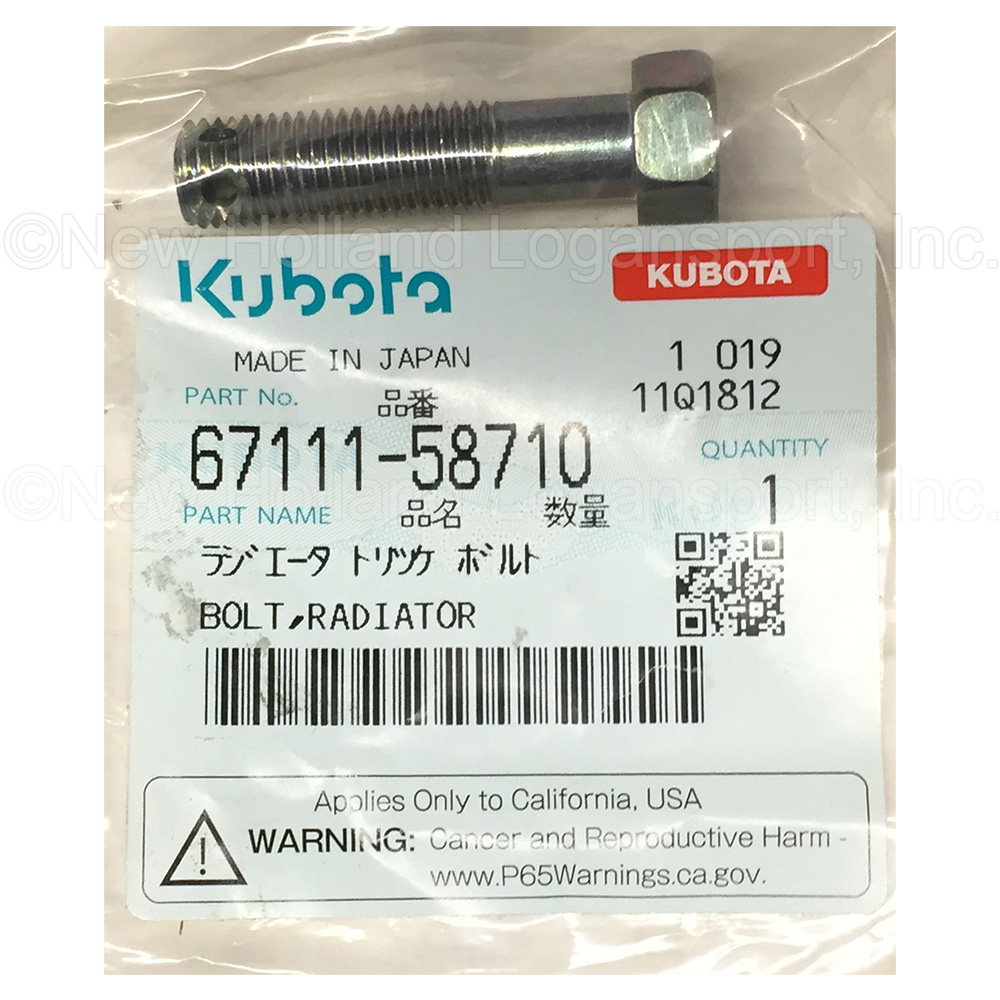 ©New Holland Logansport, Inc.
Kubota
KUBOTA
MADE IN JAPAN
1 019
PART No.
品番
11Q1812
67111-58710
QUANTITY
©New Holland Logansport, Inc.
1
PART NAME
品名
数量
ラジエータ トリツケ ボルト
BOLT,RADIATOR
Applies Only to California, USA
WARNING: Cancer and Reproductive Harm -
www.P65Warnings.ca.gov.